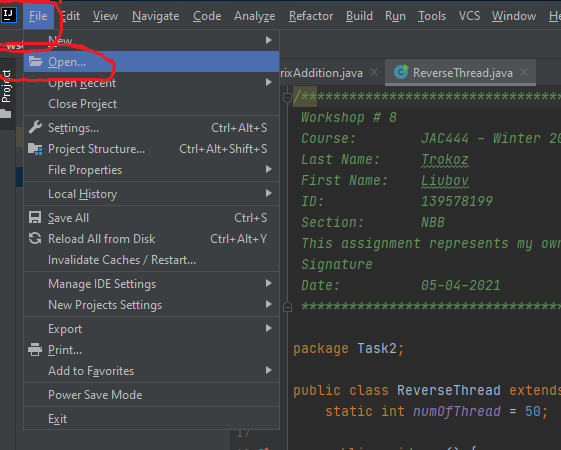 IJ File Edit View Navigate Code Analyze Refactor Build Run Tools VCS Window He
ws
New
Open...
rixAddition.java × ReverseThread.java ×
Open Recent
Close Project
Project
Settings... Ctrl+Alt+S
Project Structure... Ctrl+Alt+Shift+S
File Properties
Local History
Save All Ctrl+S
Reload All from Disk Ctrl+Alt+Y
Invalidate Caches / Restart...
Manage IDE Settings
New Projects Settings
Export
Print...
Add to Favorites
Power Save Mode
Exit
/**********************************
Workshop # 8
Course: JAC444 - Winter 20
Last Name: Trokoz
First Name: Liubov
ID: 139578199
Section: NBB
This assignment represents my own
Signature
Date: 05-04-2021
**********************************
package Task2;
public class ReverseThread extends
static int numOfThread = 50;
17